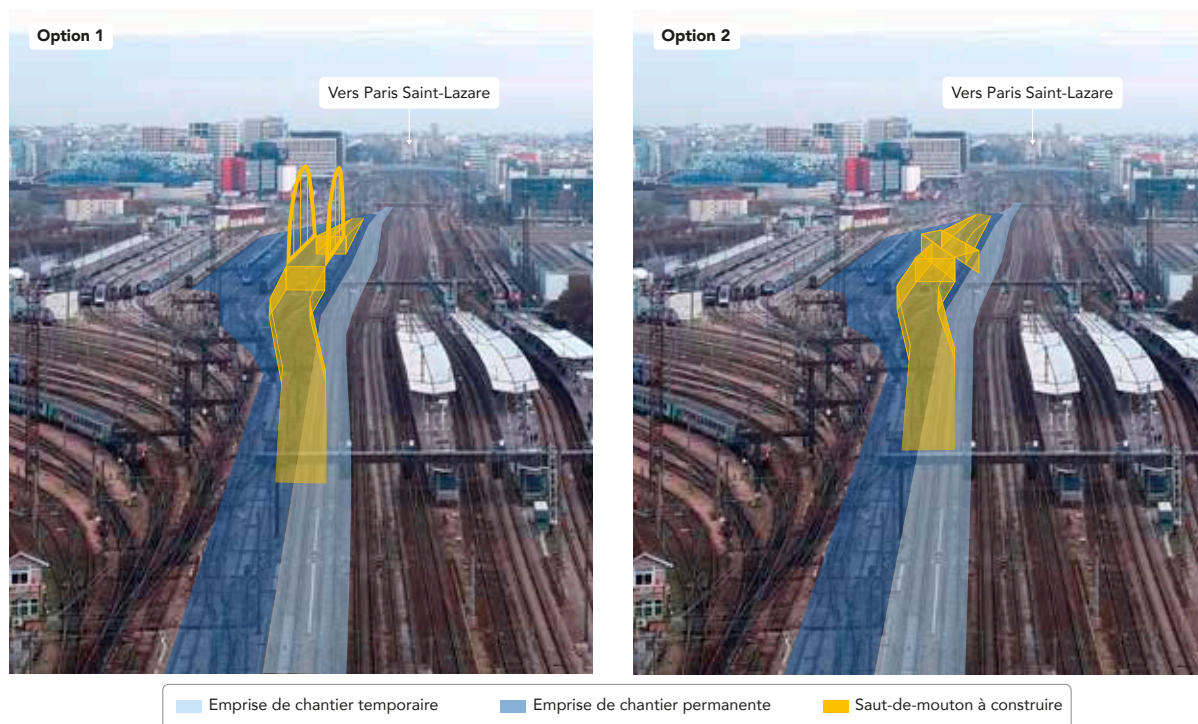 Option 1
Vers Paris Saint-Lazare
Option 2
Vers Paris Saint-Lazare
Emprise de chantier temporaire
Emprise de chantier permanente
Saut-de-mouton à construire